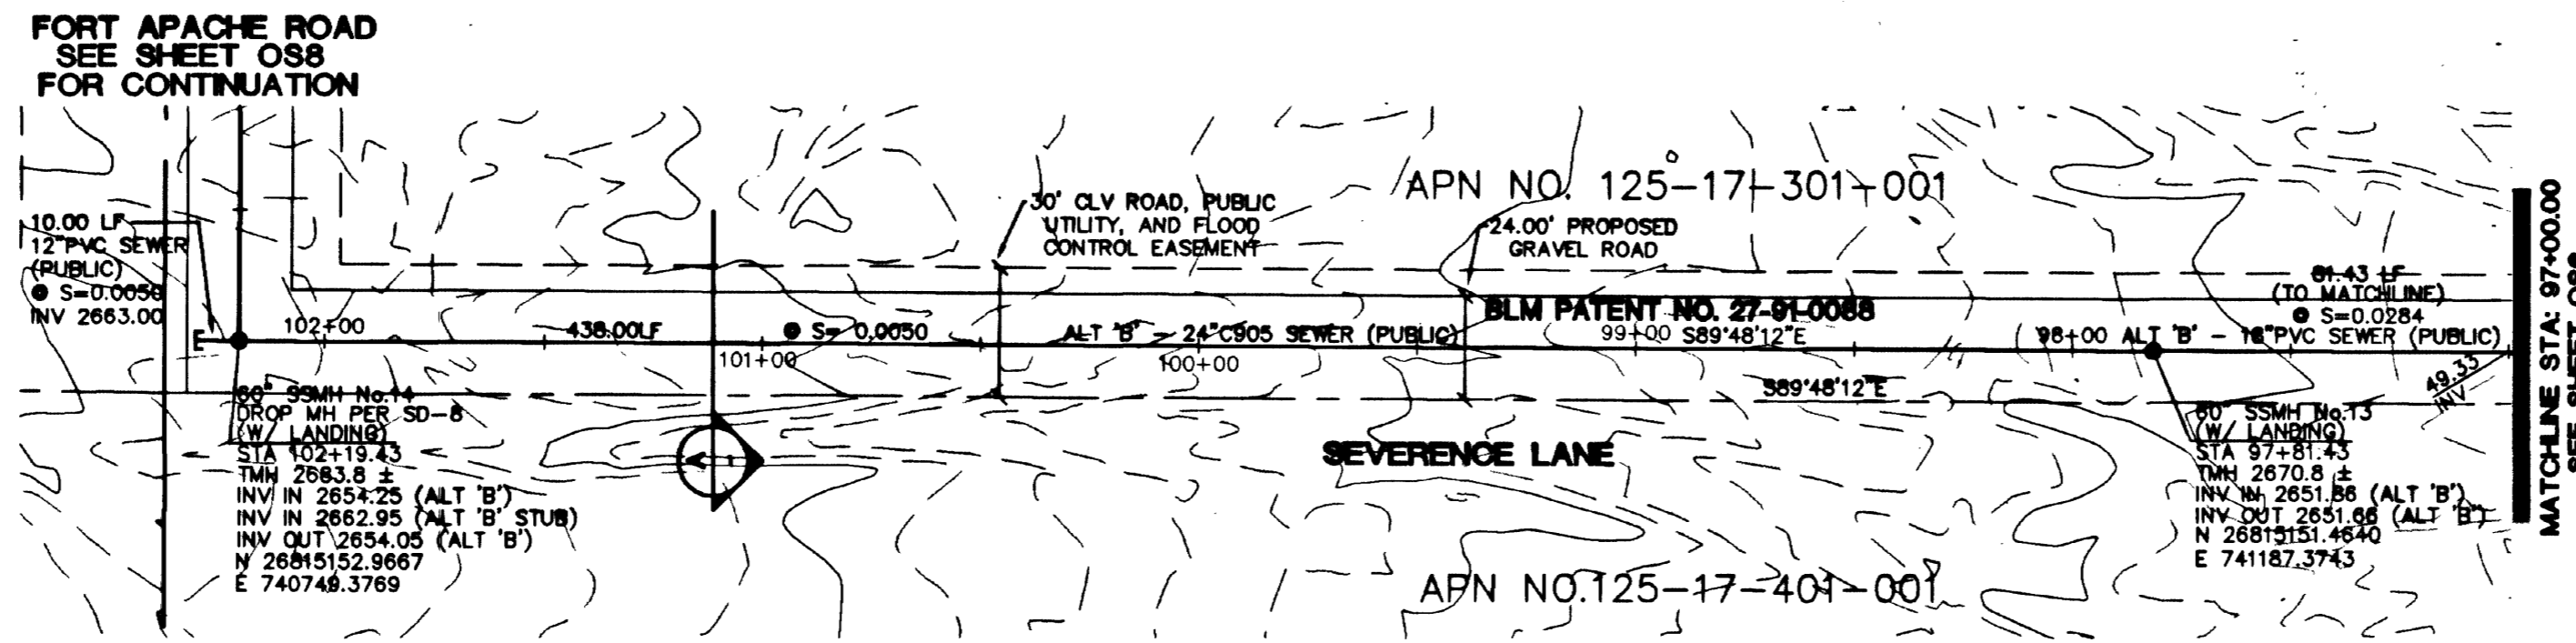 FORT APACHE ROAD
SEE SHEET OS8
FOR CONTINUATION
10.00 LF
12"PVC SEWER
(PUBLIC)
@ S=0.0050
INV 2663.00
E
102+00
438.00LF
@ S= 0.0050
101+00
30' CLV ROAD, PUBLIC
UTILITY, AND FLOOD
CONTROL EASEMENT
ALT 'B' - 24"C905 SEWER (PUBLIC)
100+00
APN NO. 125-17-301-001
24.00' PROPOSED
GRAVEL ROAD
BLM PATENT NO. 27-91-0088
99+00 S89°48'12"E
S89°48'12"E
81.43 LF
(TO MATCHLINE)
@ S=0.0284
98+00 ALT 'B' - 18"PVC SEWER (PUBLIC)
49.33
INV
MATCHLINE STA: 97+00.00
SEE SHEET
60" SSMH No.14
DROP MH PER SD-8
(W/ LANDING)
STA 102+19.43
TMH 2683.8 ±
INV IN 2654.25 (ALT 'B')
INV IN 2662.95 (ALT 'B' STUB)
INV OUT 2654.05 (ALT 'B')
N 26815152.9667
E 740749.3769
1
SEVERENCE LANE
APN NO.125-17-401-001
60" SSMH No.13
(W/ LANDING)
STA 97+81.43
TMH 2670.8 ±
INV IN 2651.86 (ALT 'B')
INV OUT 2651.66 (ALT 'B')
N 26815151.4640
E 741187.3743